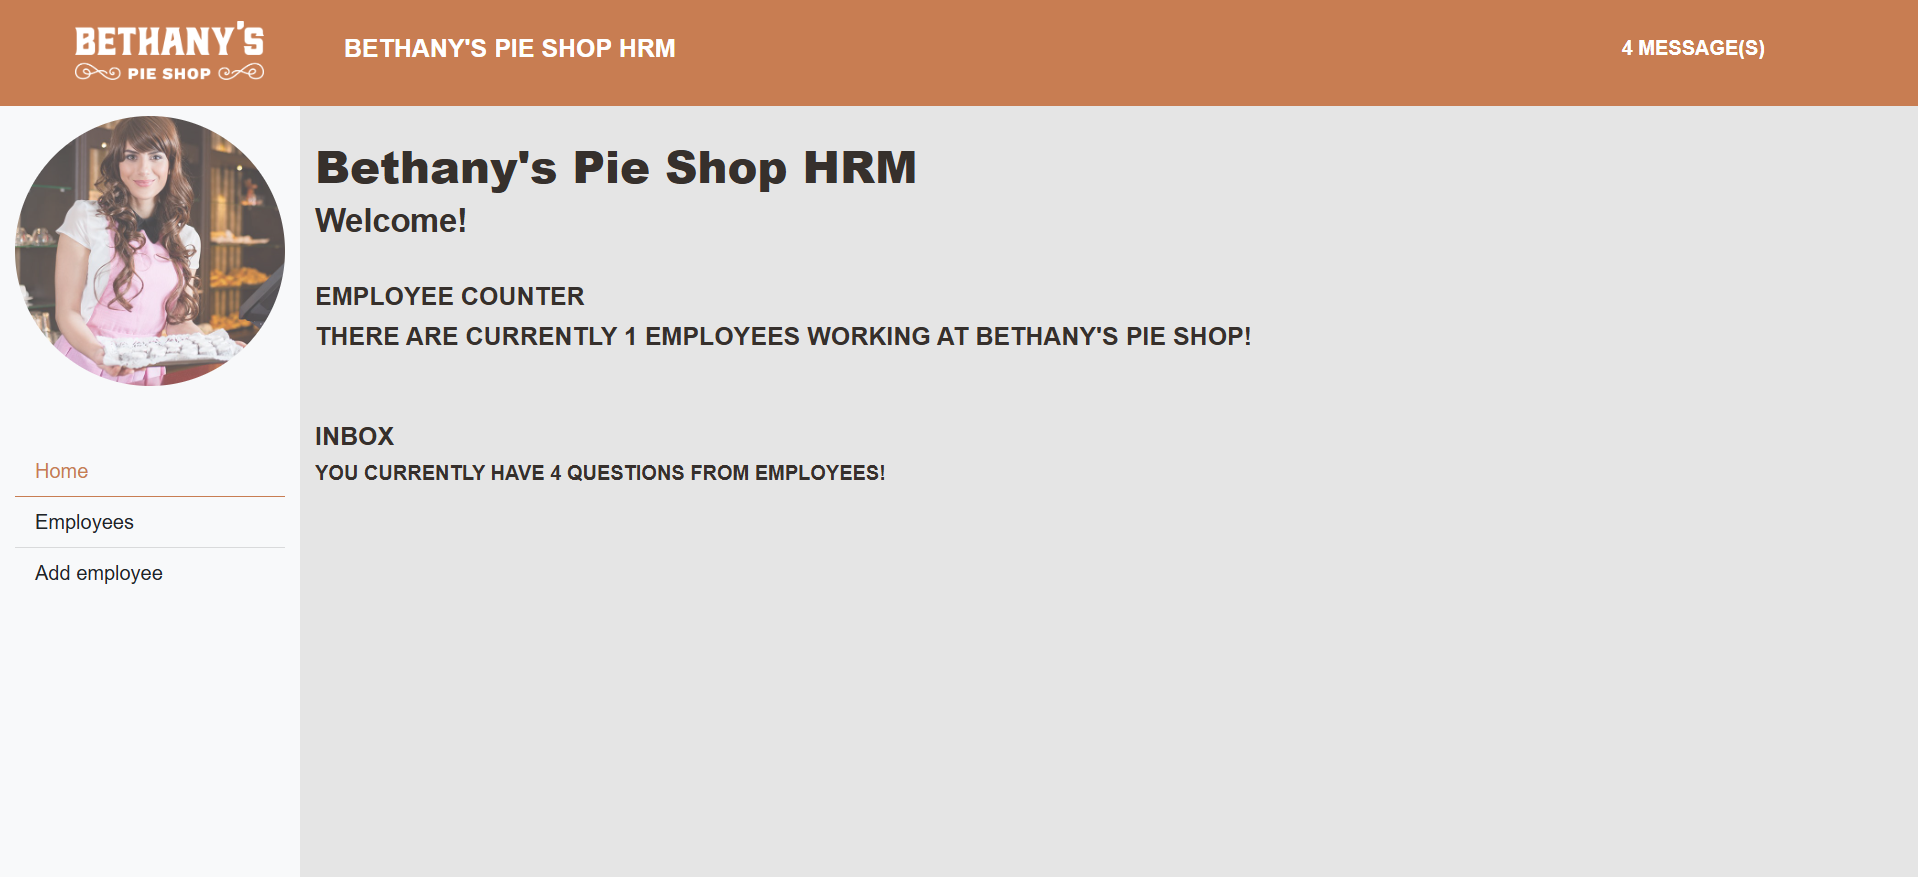 BETHANY'S
PIE SHOP
BETHANY'S PIE SHOP HRM
4 MESSAGE(S)
Bethany's Pie Shop HRM
Welcome!
EMPLOYEE COUNTER
THERE ARE CURRENTLY 1 EMPLOYEES WORKING AT BETHANY'S PIE SHOP!
INBOX
YOU CURRENTLY HAVE 4 QUESTIONS FROM EMPLOYEES!
Home
Employees
Add employee